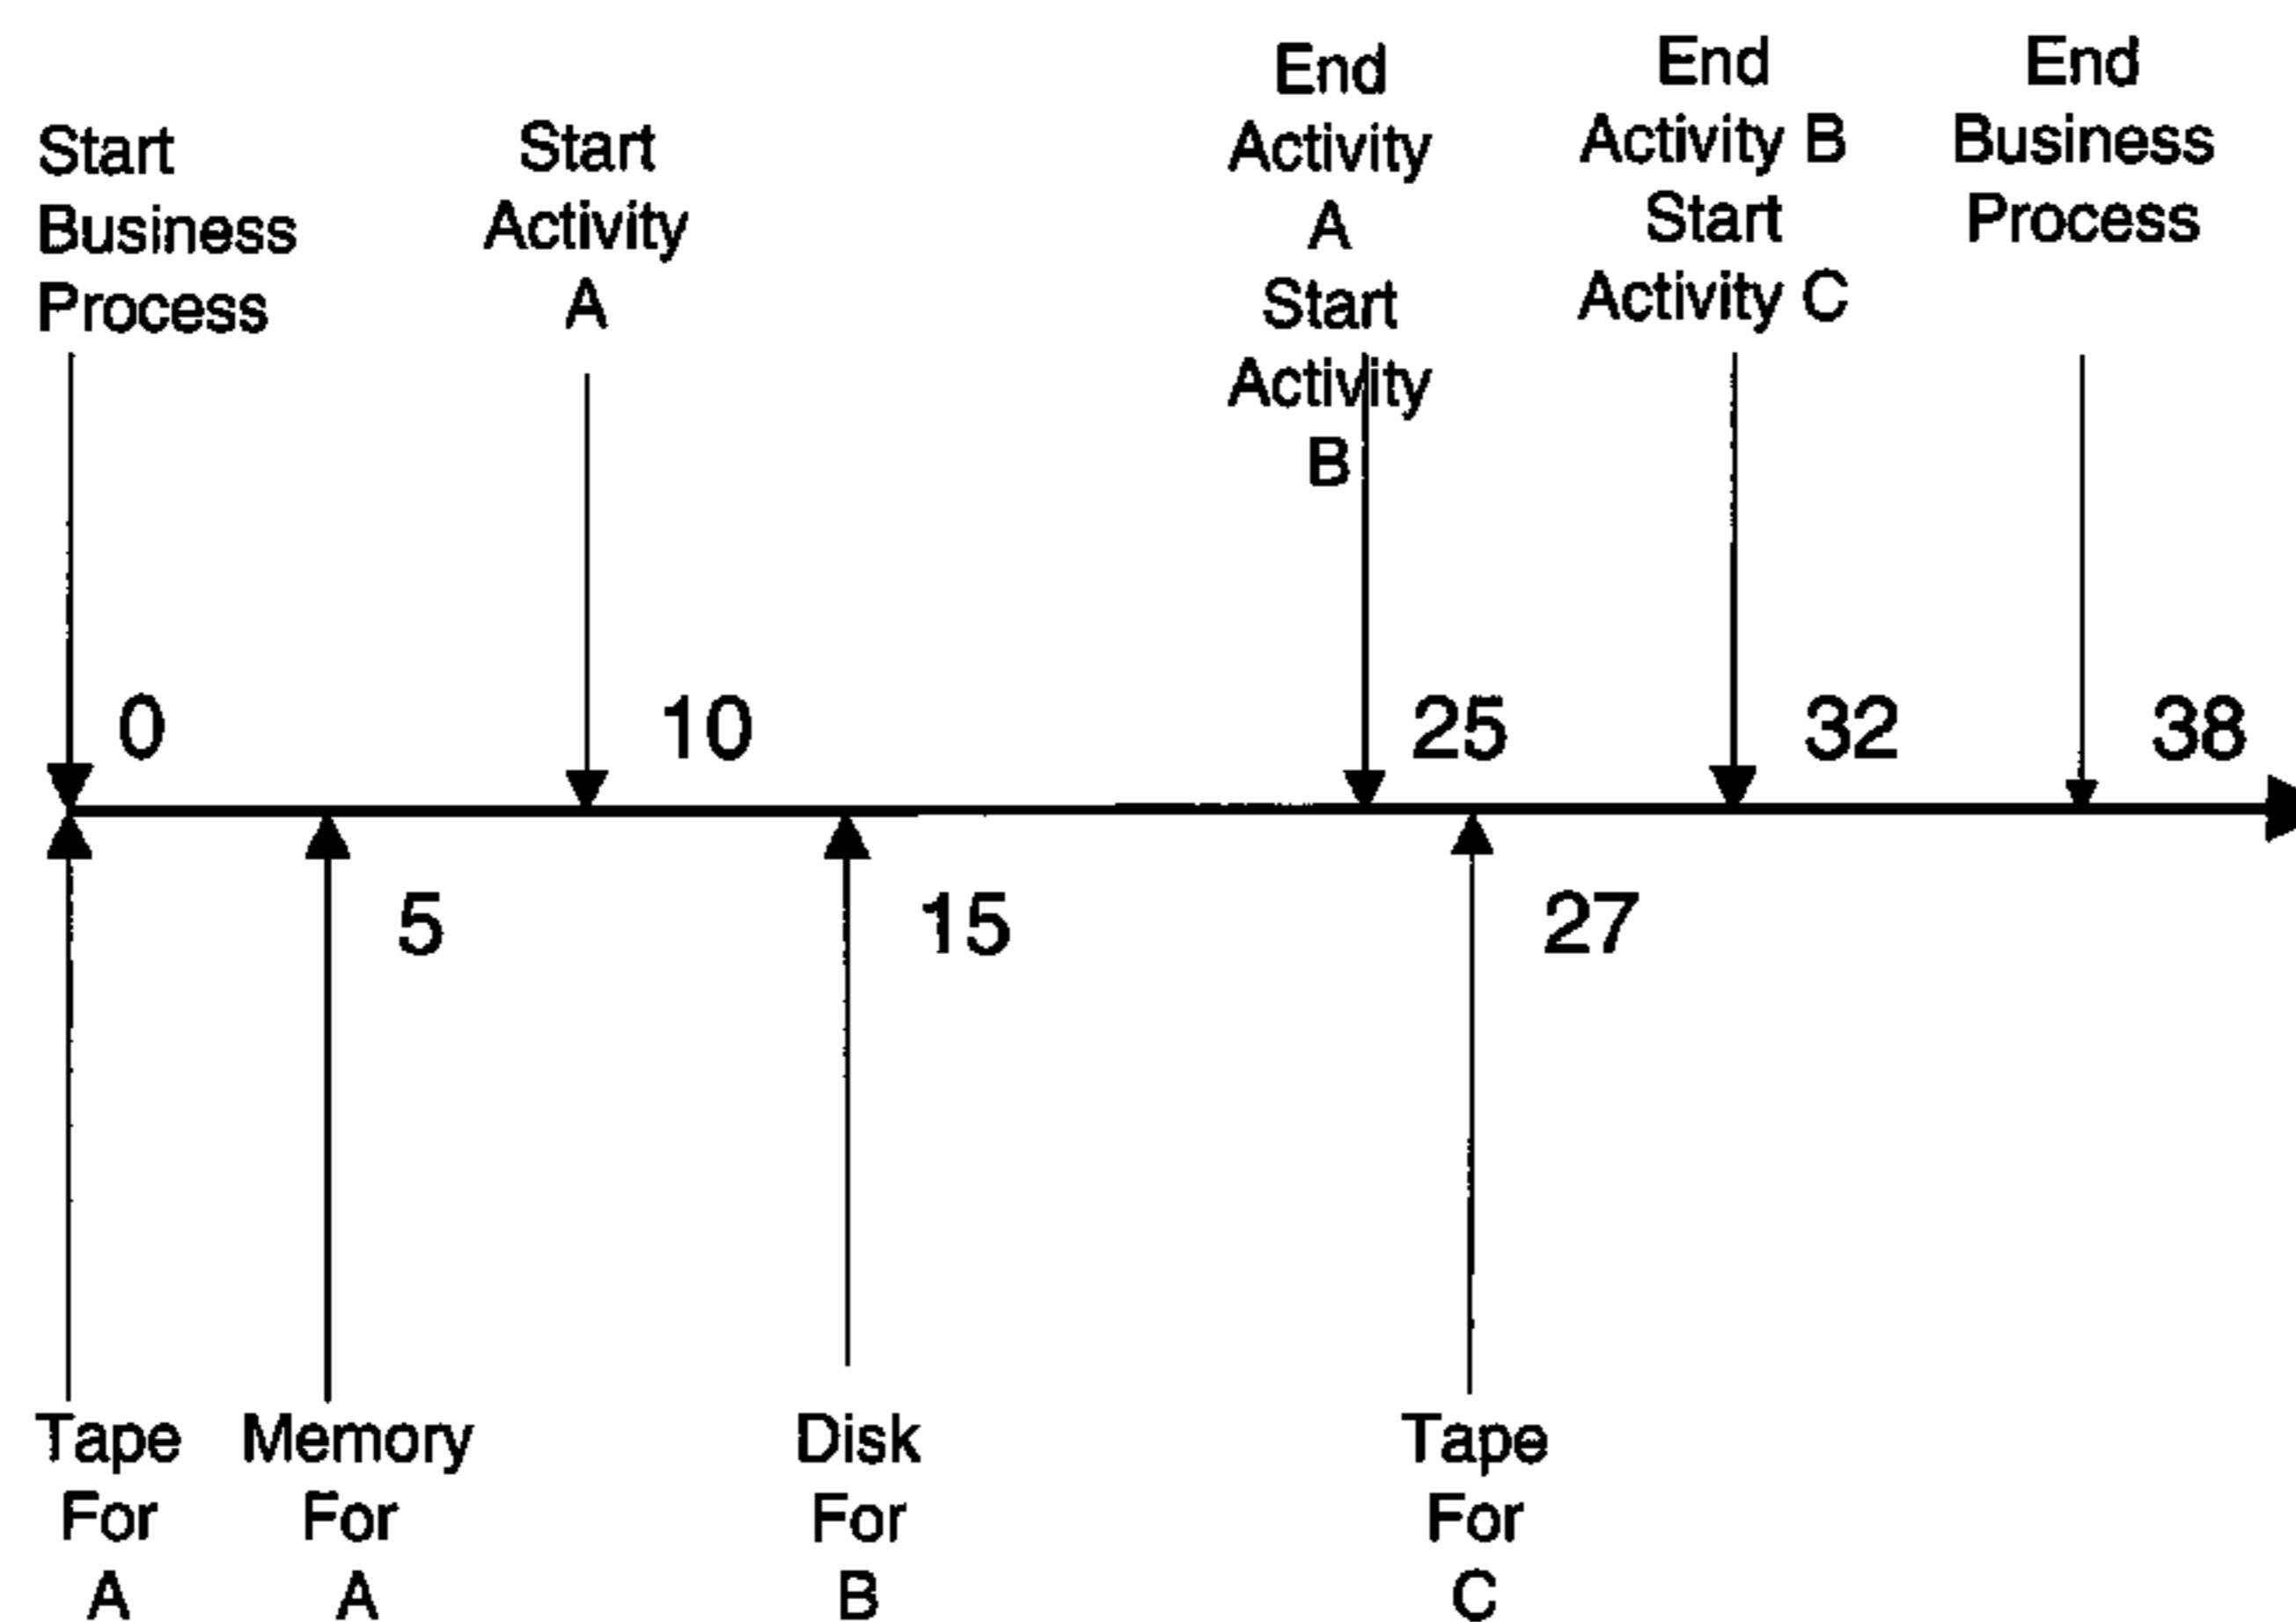 Start
Business
Process
Start
Activity
A
End
Activity
A
Start
Activity
B
End
Activity B
Start
Activity C
End
Business
Process
0
10
25
32
38
5
15
27
Tape
For
A
Memory
For
A
Disk
For
B
Tape
For
C